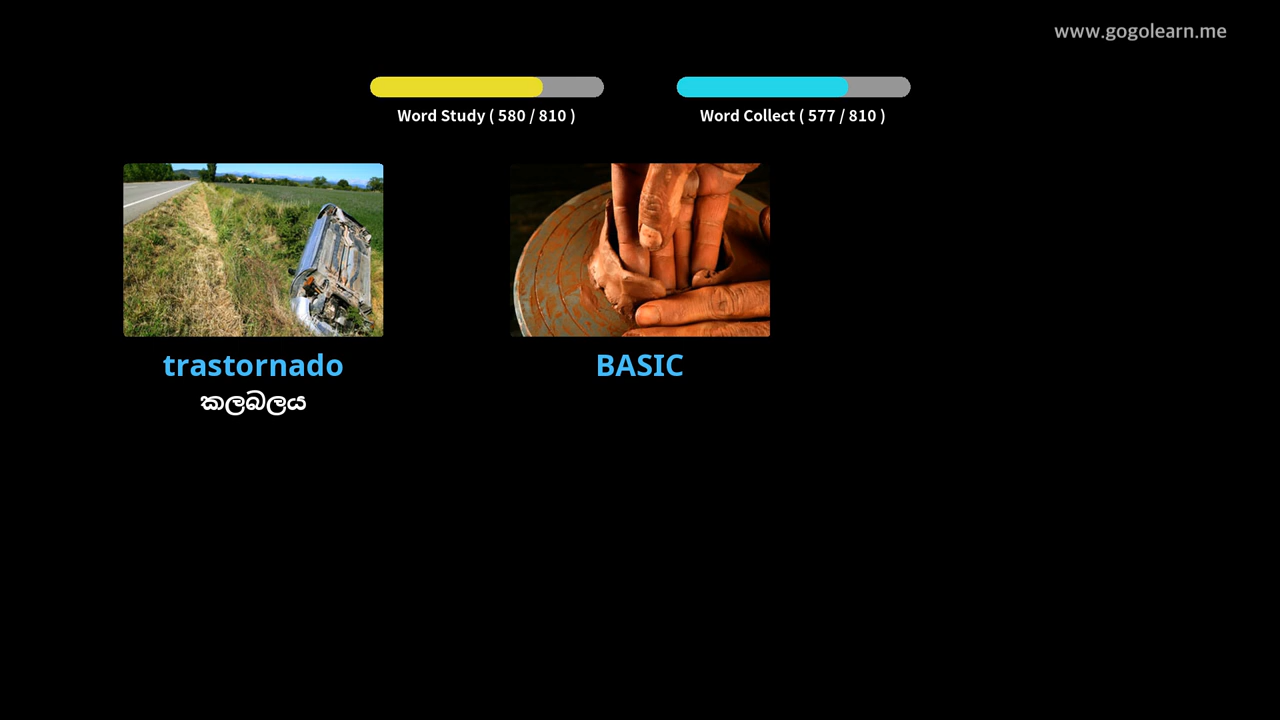 www.gogolearn.me
Word Study ( 580 / 810 )
Word Collect ( 577 / 810 )
trastornado
කලබලය
BASIC